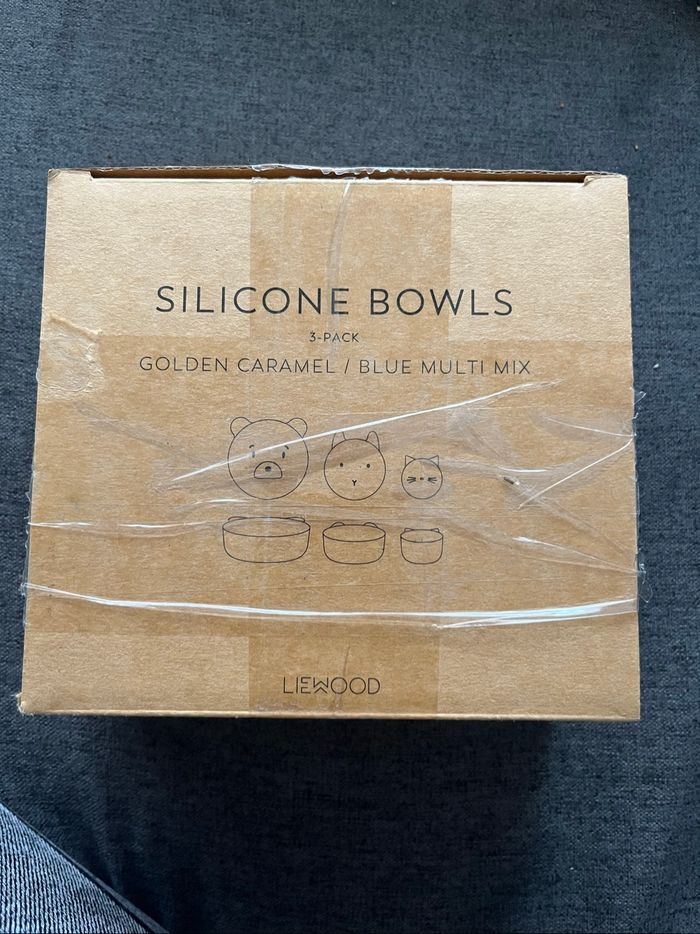 SILICONE BOWLS
3-PACK
GOLDEN CARAMEL / BLUE MULTI MIX
LIEWOOD